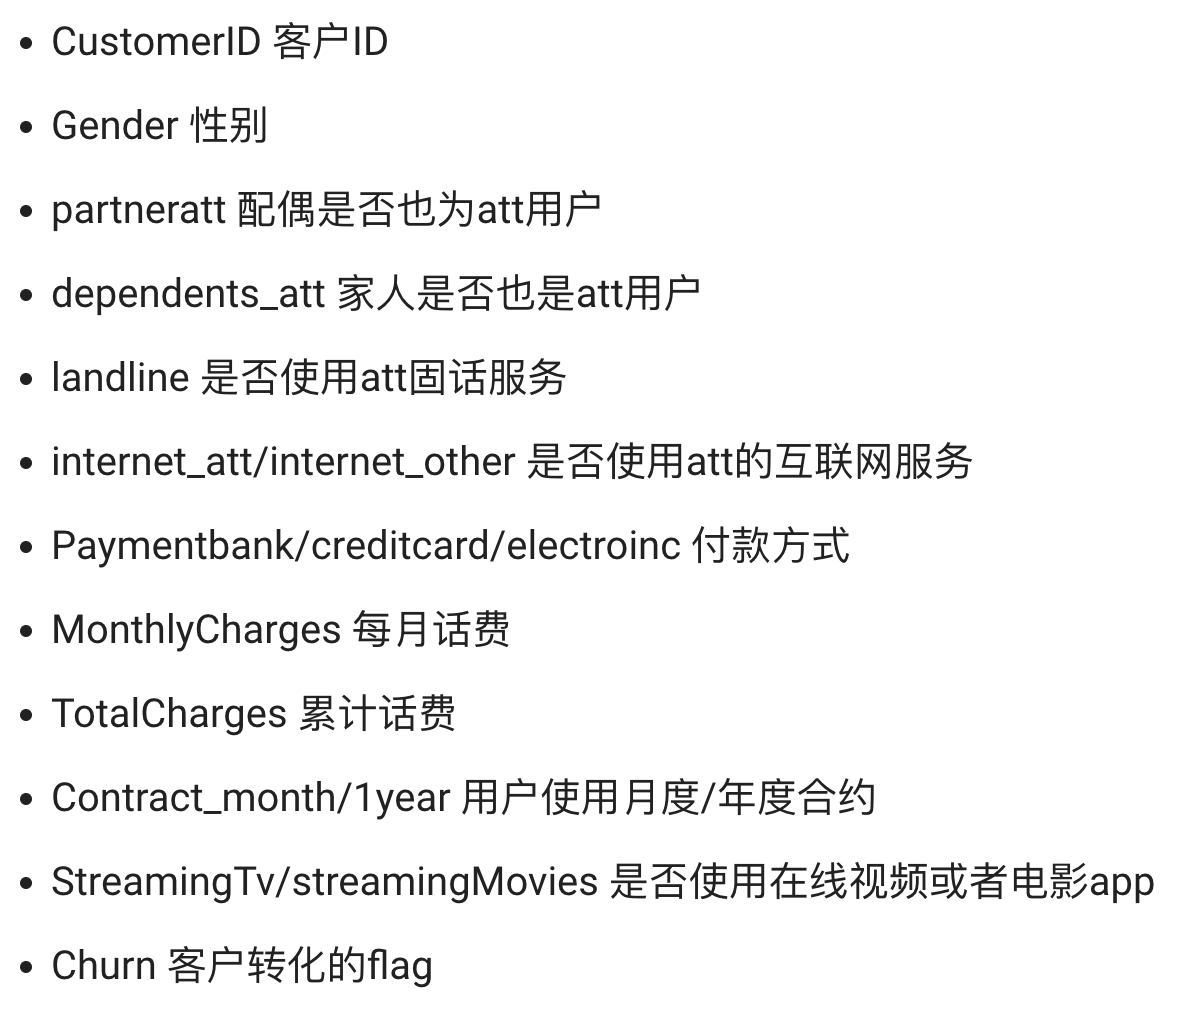 • CustomerID 客户ID
• Gender 性别
• partneratt 配偶是否也为att用户
• dependents_att 家人是否也是att用户
• landline 是否使用att固话服务
• internet_att/internet_other 是否使用att的互联网服务
• Paymentbank/creditcard/electroinc 付款方式
• MonthlyCharges 每月话费
• TotalCharges 累计话费
• Contract_month/1year 用户使用月度/年度合约
• StreamingTv/streamingMovies 是否使用在线视频或者电影app
• Churn 客户转化的flag